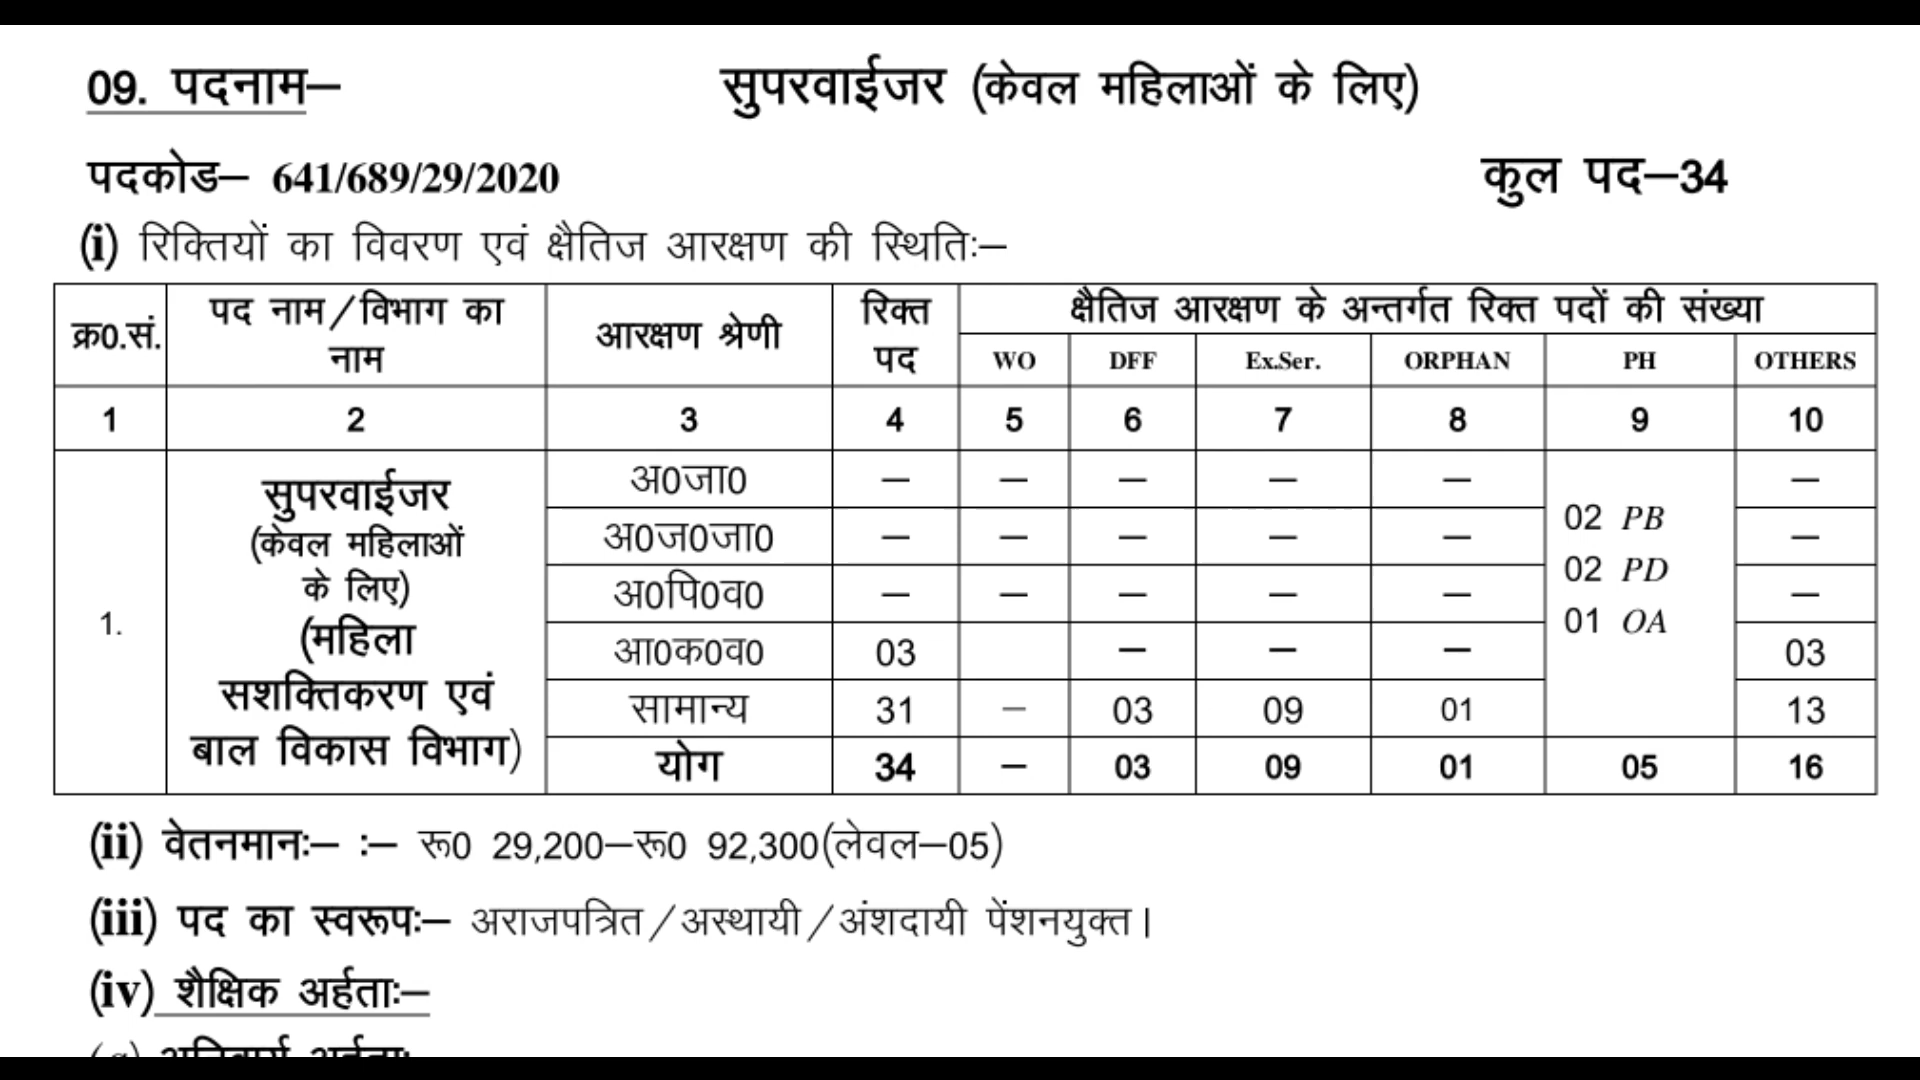 09. पदनाम– सुपरवाईजर (केवल महिलाओं के लिए)
पदकोड– 641/689/29/2020 कुल पद–34
(i) रिक्तियों का विवरण एवं क्षैतिज आरक्षण की स्थितिः–
क्र0.सं. पद नाम/विभाग का नाम आरक्षण श्रेणी रिक्त पद क्षैतिज आरक्षण के अन्तर्गत रिक्त पदों की संख्या
WO DFF Ex.Ser. ORPHAN PH OTHERS
1 2 3 4 5 6 7 8 9 10
1. सुपरवाईजर
(केवल महिलाओं
के लिए)
(महिला
सशक्तिकरण एवं
बाल विकास विभाग)
अ0जा0 – – – – – –
अ0ज0जा0 – – – – – –
अ0पि0व0 – – – – – –
आ0क0व0 03 – – – 03
सामान्य 31 – 03 09 01 13
02 PB
02 PD
01 OA
योग 34 – 03 09 01 05 16
(ii) वेतनमानः– :– रू0 29,200–रू0 92,300(लेवल–05)
(iii) पद का स्वरूपः– अराजपत्रित/अस्थायी/अंशदायी पेंशनयुक्त।
(iv) शैक्षिक अर्हताः–